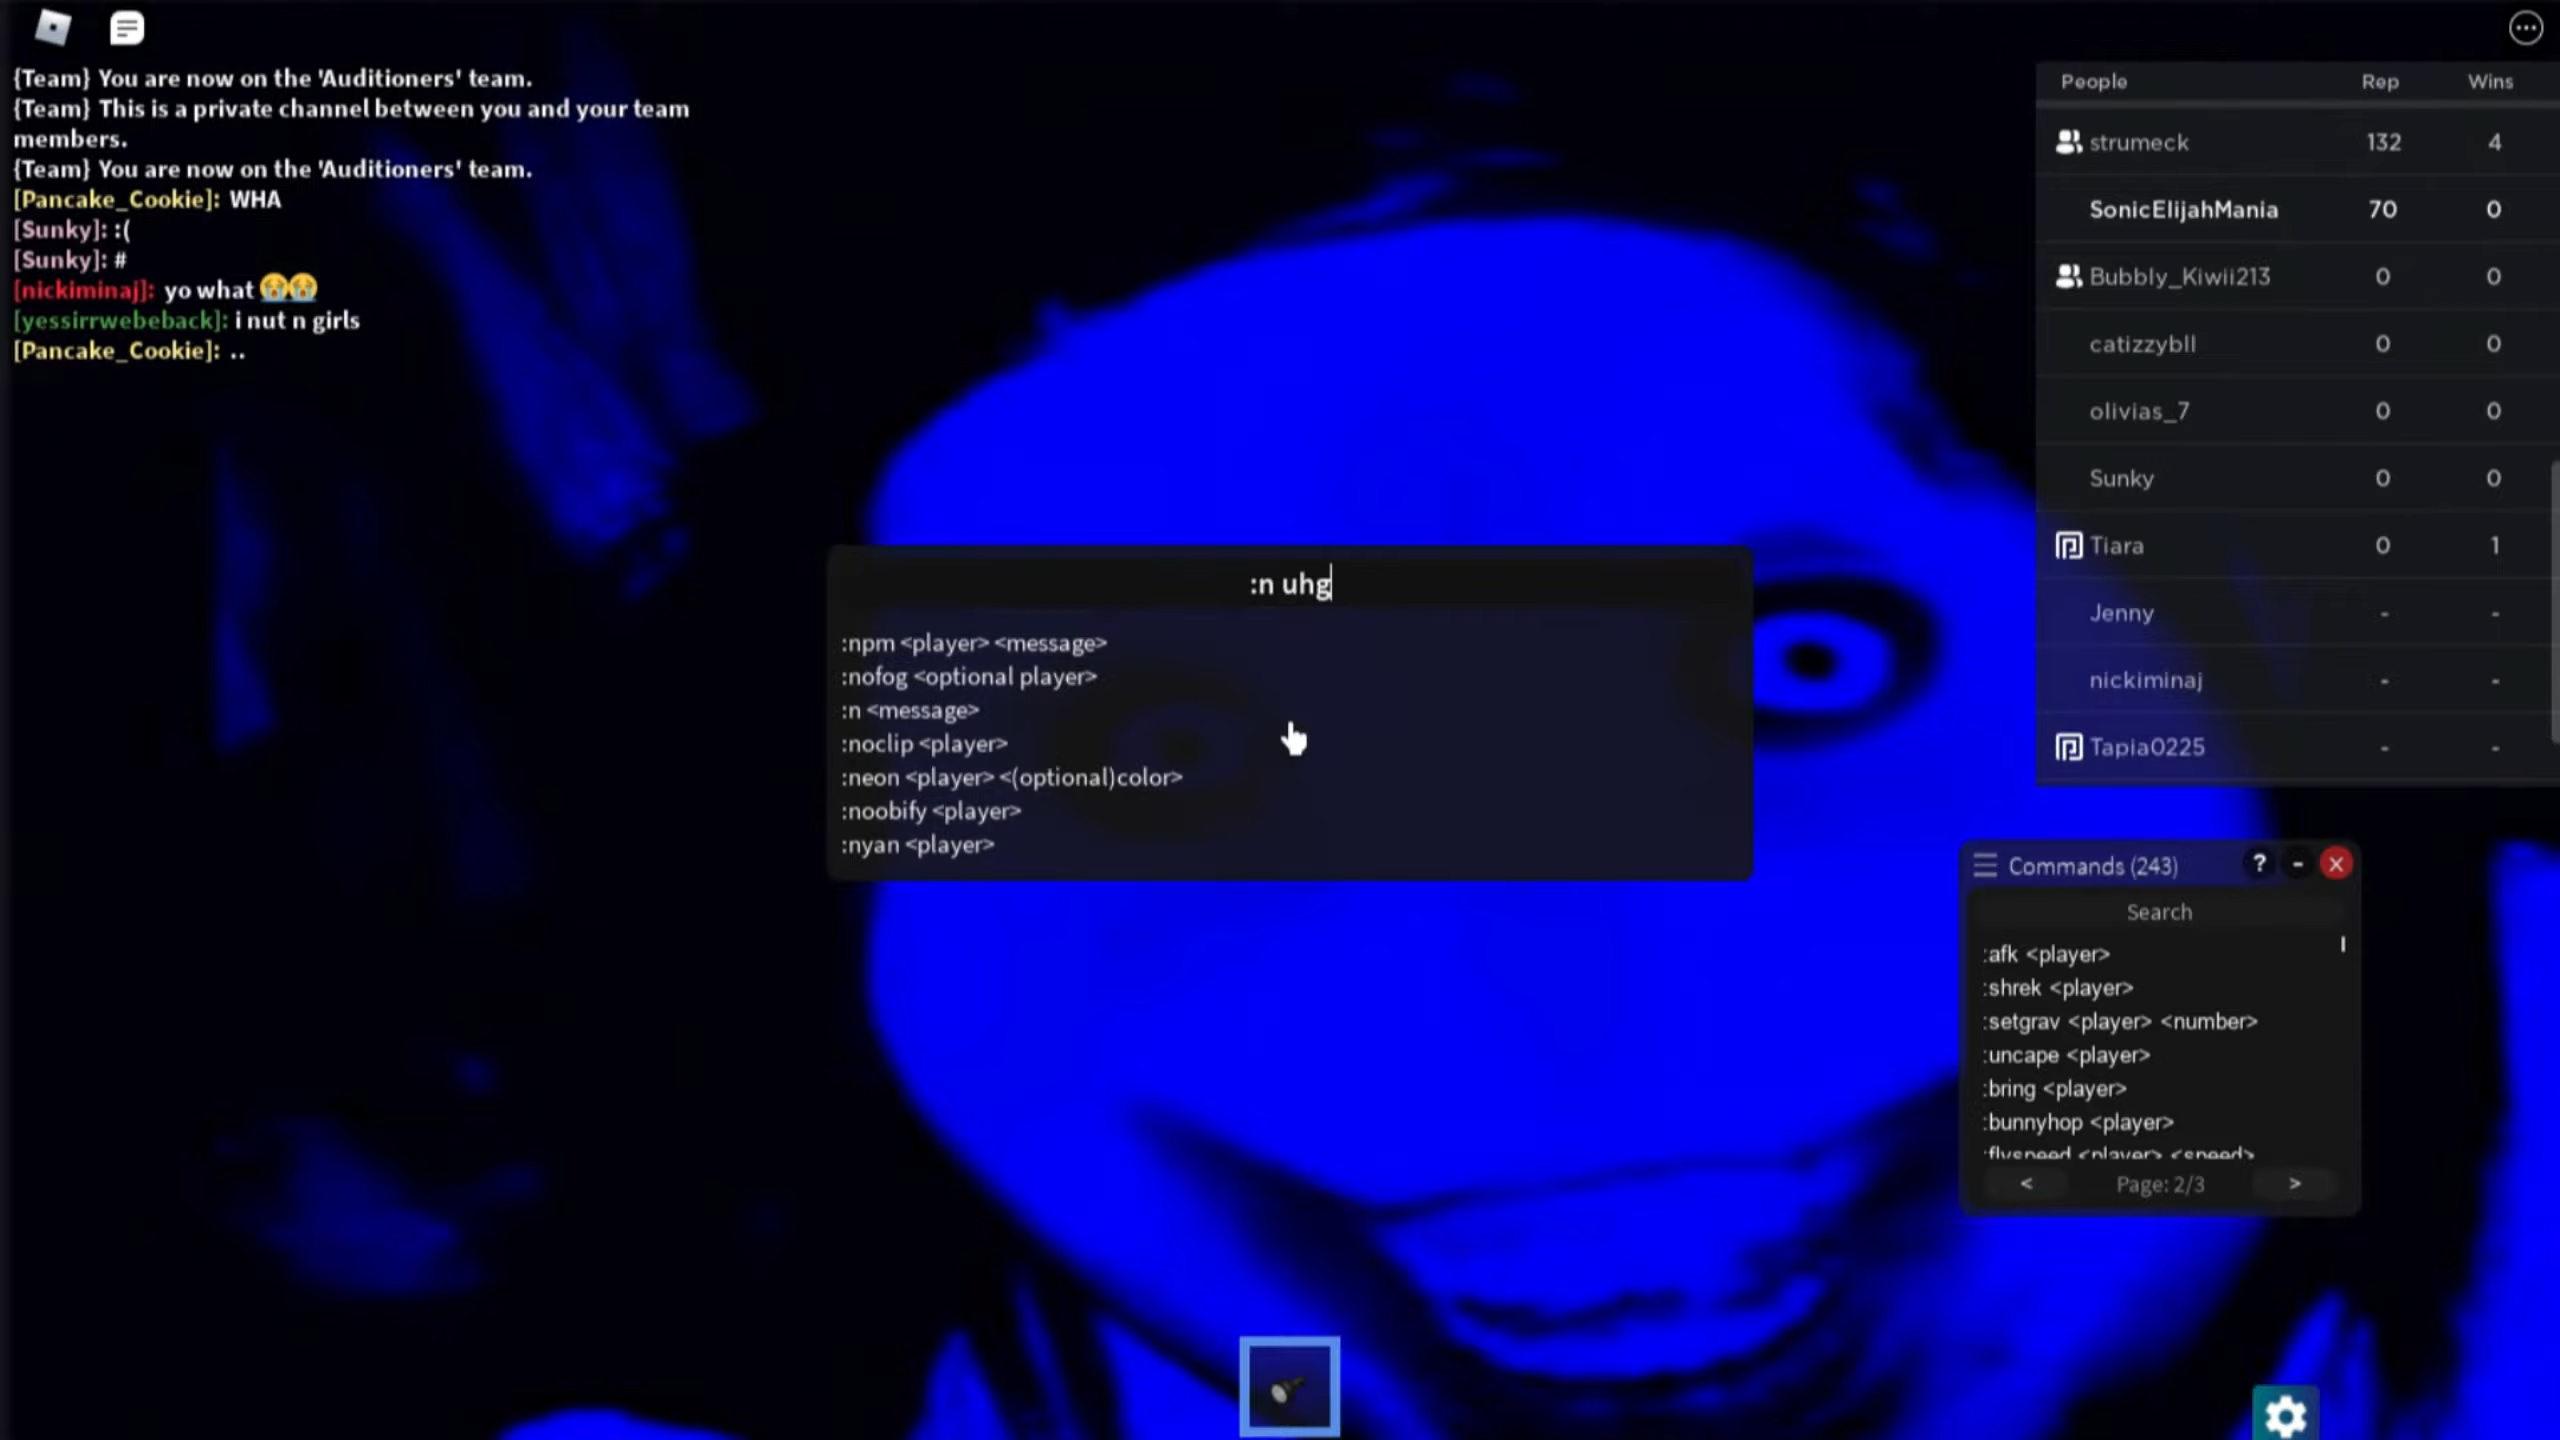 {Team} You are now on the 'Auditioners' team.
{Team} This is a private channel between you and your team
members.
{Team} You are now on the 'Auditioners' team.
[Pancake_Cookie]: WHA
[Sunky]: :(
[Sunky]: #
[nickiminaj]: yo what 😭😭
[yessirrwebeback]: i nut n girls
[Pancake_Cookie]: ..
People Rep Wins
strumeck 132 4
SonicElijahMania 70 0
Bubbly_Kiwii213 0 0
catizzybll 0 0
olivias_7 0 0
Sunky 0 0
Tiara 0 1
Jenny - -
nickiminaj - -
Tapia0225 - -
:n uhg
:npm <player> <message>
:nofog <optional player>
:n <message>
:noclip <player>
:neon <player> <(optional)color>
:noobify <player>
:nyan <player>
Commands (243) ? - X
Search
:afk <player>
:shrek <player>
:setgrav <player> <number>
:uncape <player>
:bring <player>
:bunnyhop <player>
:flyspeed <player> <speed>
< Page: 2/3 >